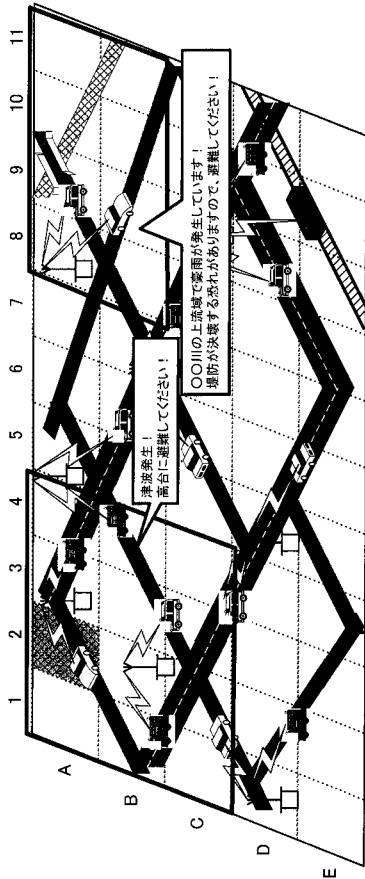 1 2 3 4 5 6 7 8 9 10 11
A
B
C
D
E
津波発生！
高台に避難してください！
〇〇川の上流域で豪雨が発生しています！
堤防が決壊する恐れがありますので、避難してください！